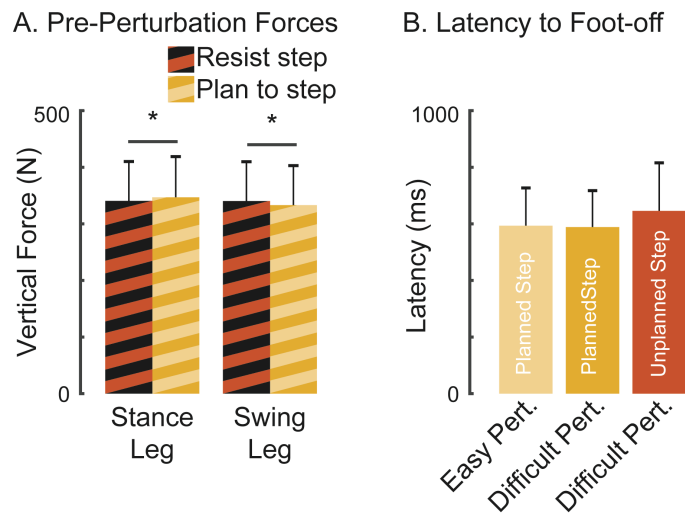 A. Pre-Perturbation Forces
Resist step
Plan to step
500
*
*
Vertical Force (N)
0
Stance
Leg
Swing
Leg
B. Latency to Foot-off
1000
Latency (ms)
0
Planned Step
PlannedStep
Unplanned Step
Easy Pert.
Difficult Pert.
Difficult Pert.